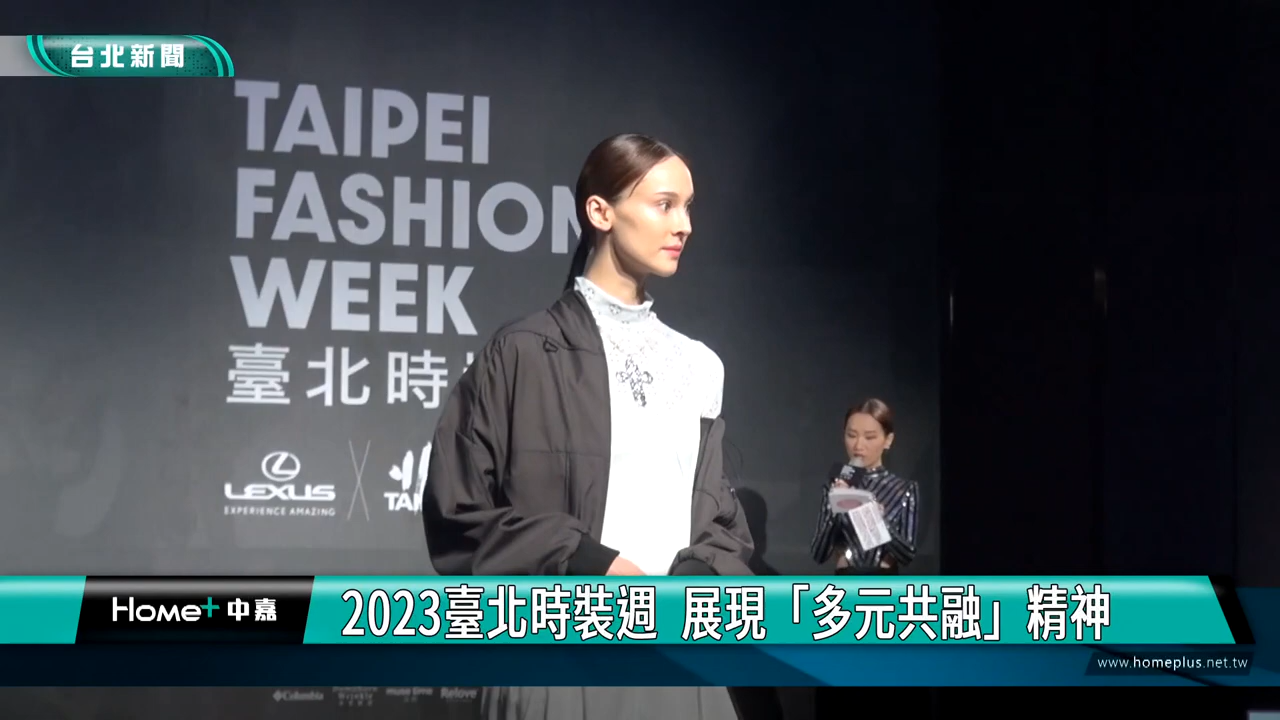 台北新聞
TAIPEI
FASHION
WEEK
臺北時
LEXUS
EXPERIENCE AMAZING
Home+ 中嘉
2023臺北時裝週 展現「多元共融」精神
www.homeplus.net.tw
Columbia
muse time
Relove